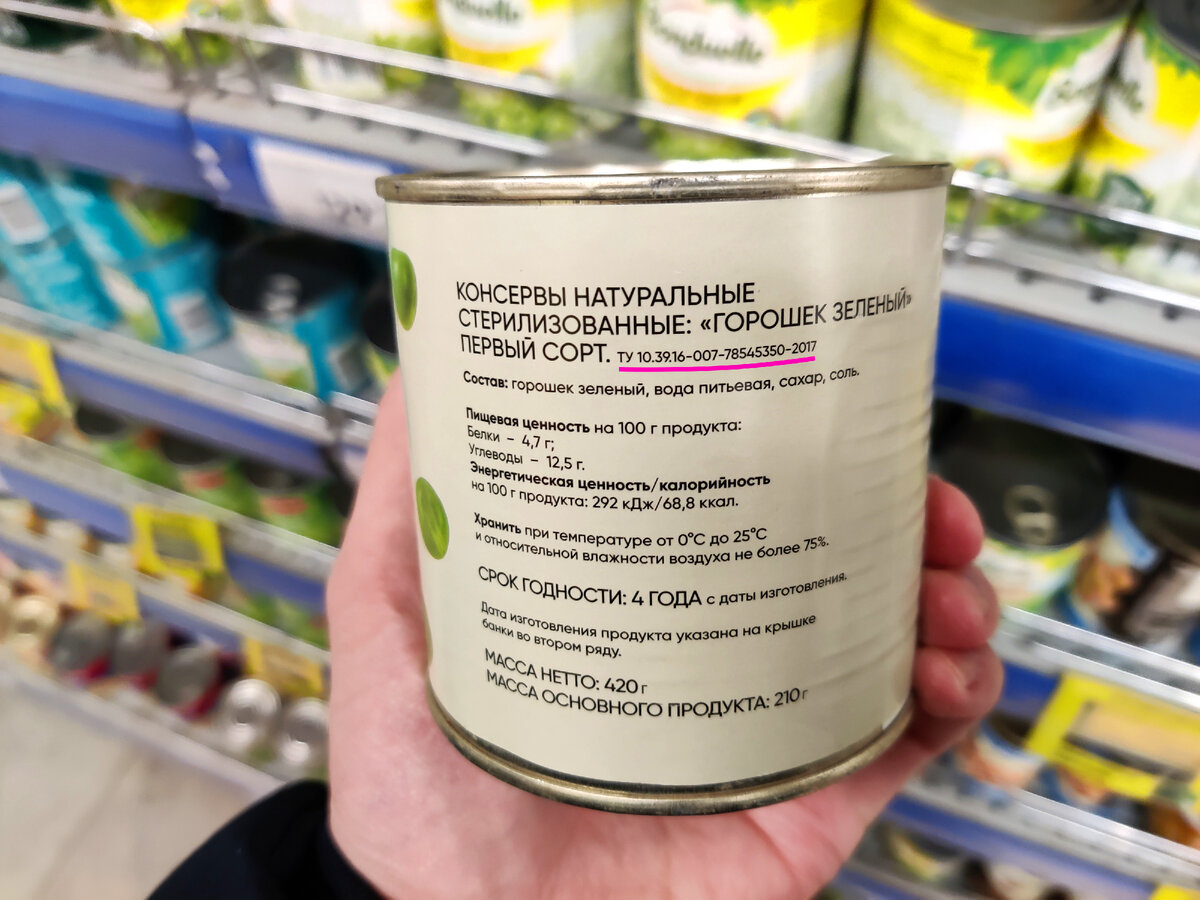 Bonduelle
КОНСЕРВЫ НАТУРАЛЬНЫЕ
СТЕРИЛИЗОВАННЫЕ: «ГОРОШЕК ЗЕЛЕНЫЙ»
ПЕРВЫЙ СОРТ. ТУ 10.39.16-007-78545350-2017
Состав: горошек зеленый, вода питьевая, сахар, соль.
Пищевая ценность на 100 г продукта:
Белки – 4,7 г;
Углеводы – 12,5 г.
Энергетическая ценность/калорийность
на 100 г продукта: 292 кДж/68,8 ккал.
Хранить при температуре от 0°С до 25°С
и относительной влажности воздуха не более 75%.
СРОК ГОДНОСТИ: 4 ГОДА с даты изготовления.
Дата изготовления продукта указана на крышке
банки во втором ряду.
МАССА НЕТТО: 420 г
МАССА ОСНОВНОГО ПРОДУКТА: 210 г